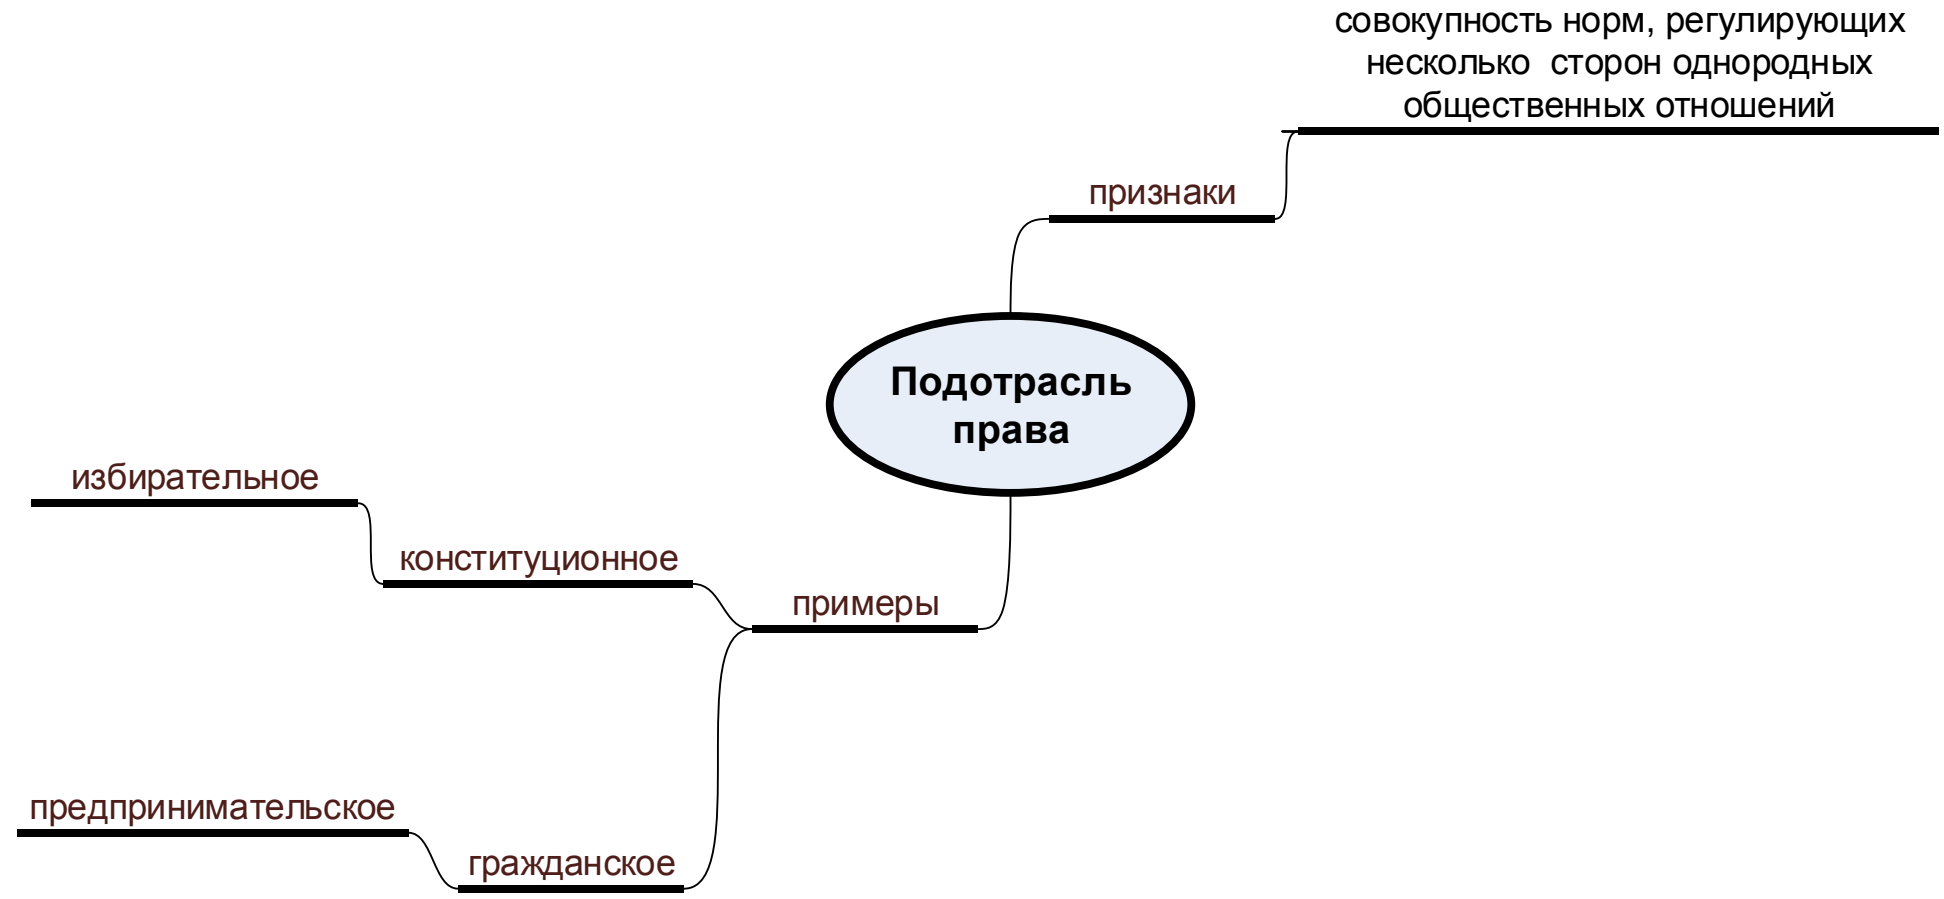 совокупность норм, регулирующих
несколько  сторон однородных
общественных отношений
признаки
Подотрасль
права
избирательное
конституционное
примеры
предпринимательское
гражданское